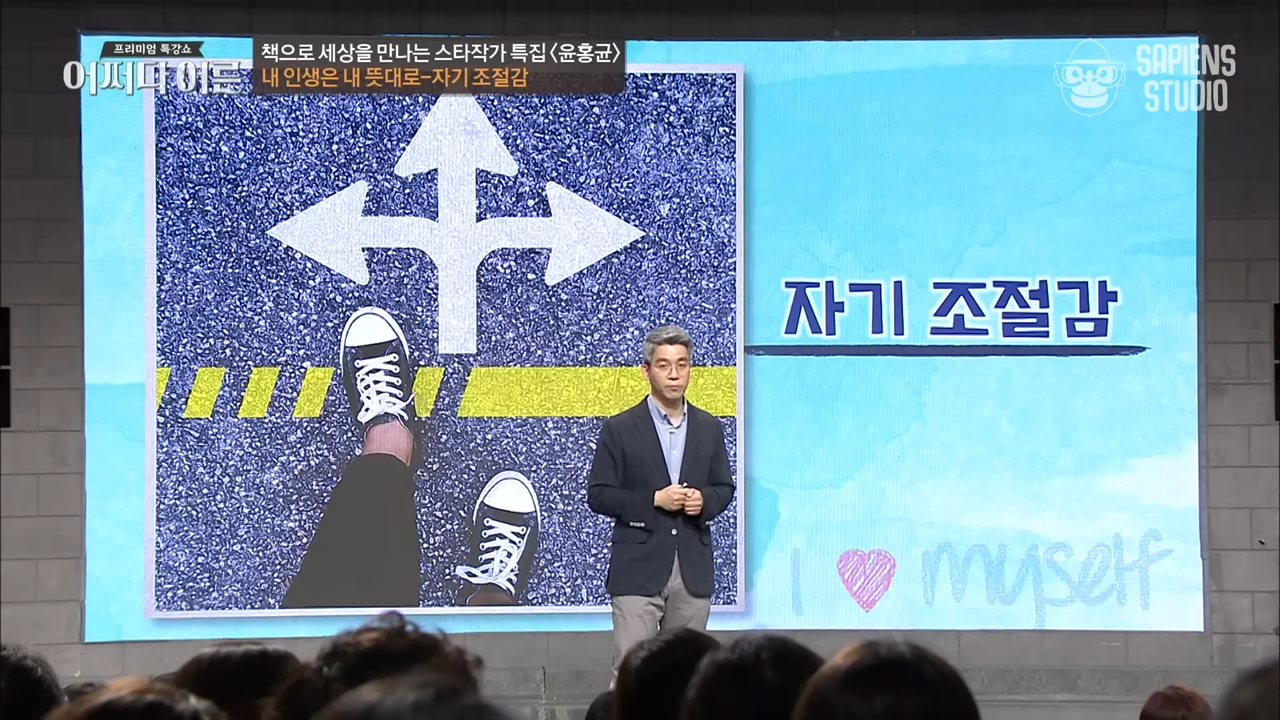 프리미엄 특강쇼
어쩌다 어른
책으로 세상을 만나는 스타작가 특집 〈윤홍균〉
내 인생은 내 뜻대로-자기 조절감
SAPIENS
STUDIO
자기 조절감
I myself